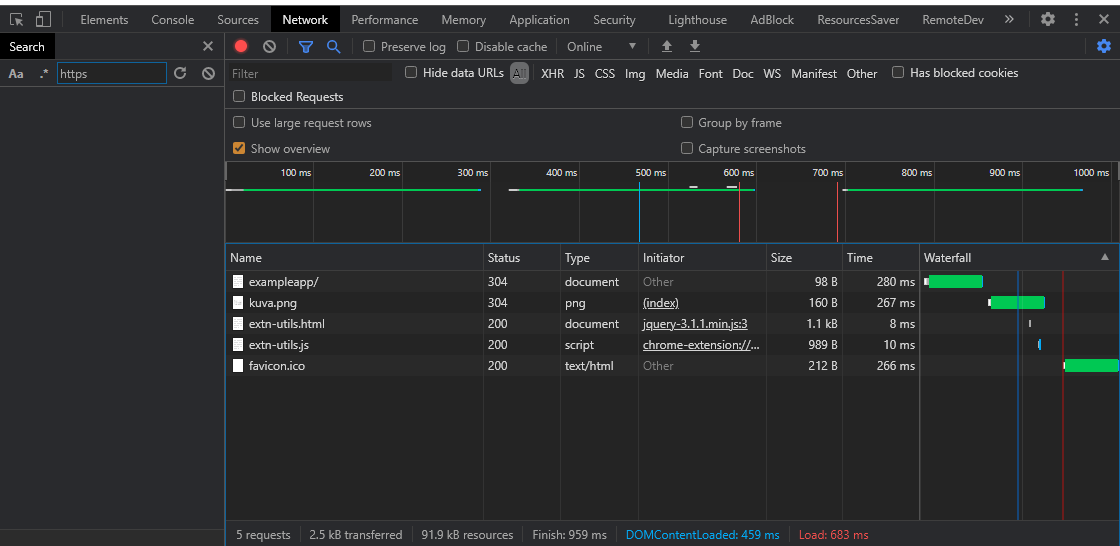 Elements Console Sources Network Performance Memory Application Security Lighthouse AdBlock ResourcesSaver RemoteDev »
Search
Preserve log Disable cache Online
Aa .* https
Filter Hide data URLs All XHR JS CSS Img Media Font Doc WS Manifest Other Has blocked cookies
Blocked Requests
Use large request rows Group by frame
Show overview Capture screenshots
100 ms 200 ms 300 ms 400 ms 500 ms 600 ms 700 ms 800 ms 900 ms 1000 ms
Name Status Type Initiator Size Time Waterfall
exampleapp/ 304 document Other 98 B 280 ms
kuva.png 304 png (index) 160 B 267 ms
extn-utils.html 200 document jquery-3.1.1.min.js:3 1.1 kB 8 ms
extn-utils.js 200 script chrome-extension://... 989 B 10 ms
favicon.ico 200 text/html Other 212 B 266 ms
5 requests 2.5 kB transferred 91.9 kB resources Finish: 959 ms DOMContentLoaded: 459 ms Load: 683 ms